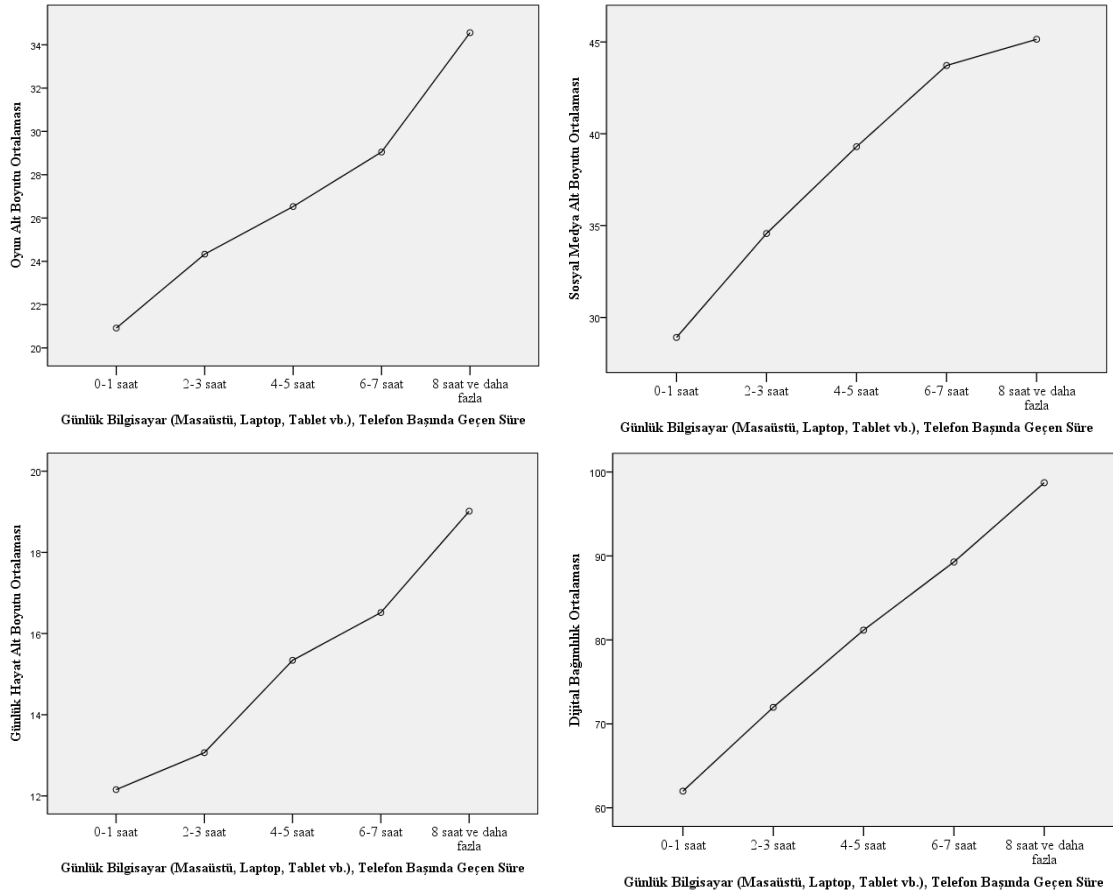 Oyun Alt Boyutu Ortalaması
34
32
30
28
26
24
22
20
0-1 saat
2-3 saat
4-5 saat
6-7 saat
8 saat ve daha
fazla
Günlük Bilgisayar (Masaüstü, Laptop, Tablet vb.), Telefon Başında Geçen Süre
Sosyal Medya Alt Boyutu Ortalaması
45
40
35
30
0-1 saat
2-3 saat
4-5 saat
6-7 saat
8 saat ve daha
fazla
Günlük Bilgisayar (Masaüstü, Laptop, Tablet vb.), Telefon Başında Geçen Süre
Günlük Hayat Alt Boyutu Ortalaması
20
18
16
14
12
0-1 saat
2-3 saat
4-5 saat
6-7 saat
8 saat ve daha
fazla
Günlük Bilgisayar (Masaüstü, Laptop, Tablet vb.), Telefon Başında Geçen Süre
Dijital Bağımlılık Ortalaması
100
90
80
70
60
0-1 saat
2-3 saat
4-5 saat
6-7 saat
8 saat ve daha
fazla
Günlük Bilgisayar (Masaüstü, Laptop, Tablet vb.), Telefon Başında Geçen Süre